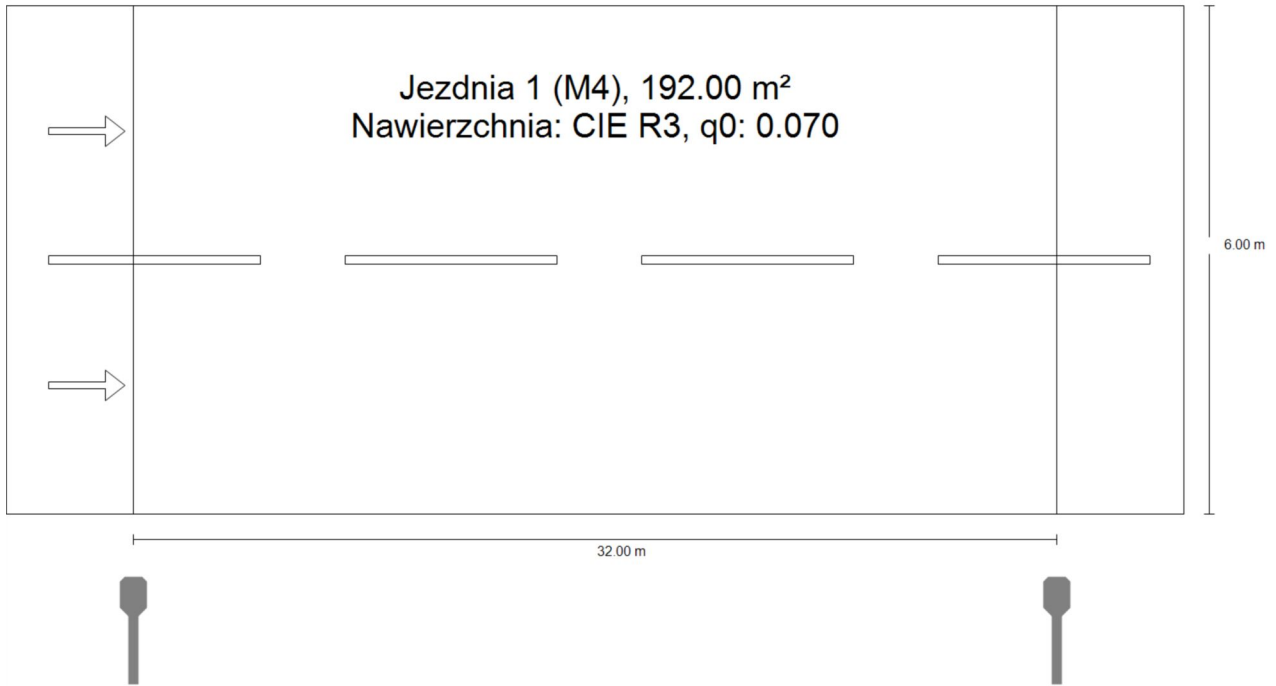 Jezdnia 1 (M4), 192.00 m²
Nawierzchnia: CIE R3, q0: 0.070
6.00 m
32.00 m